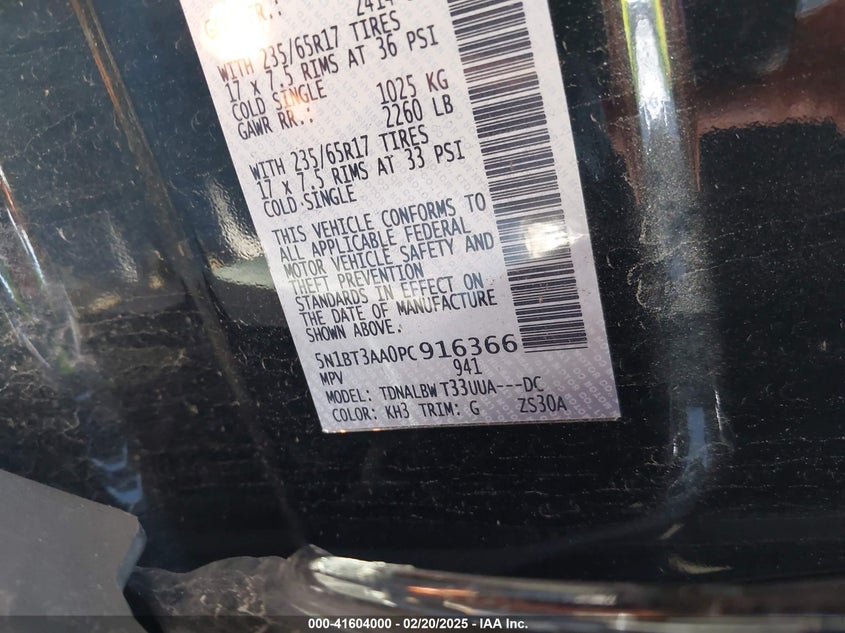 WITH 235/65R17 TIRES
17 x 7.5 RIMS AT 36 PSI
COLD SINGLE 1025 KG
GAWR RR.: 2260 LB
WITH 235/65R17 TIRES
17 x 7.5 RIMS AT 33 PSI
COLD SINGLE
THIS VEHICLE CONFORMS TO
ALL APPLICABLE FEDERAL
MOTOR VEHICLE SAFETY AND
THEFT PREVENTION
STANDARDS IN EFFECT ON
THE DATE OF MANUFACTURE
SHOWN ABOVE.
5N1BT3AA0PC916366
MPV 941
MODEL: TDNALBW T33UUA---DC
COLOR: KH3 TRIM: G ZS30A
000-41604000 - 02/20/2025 - IAA Inc.